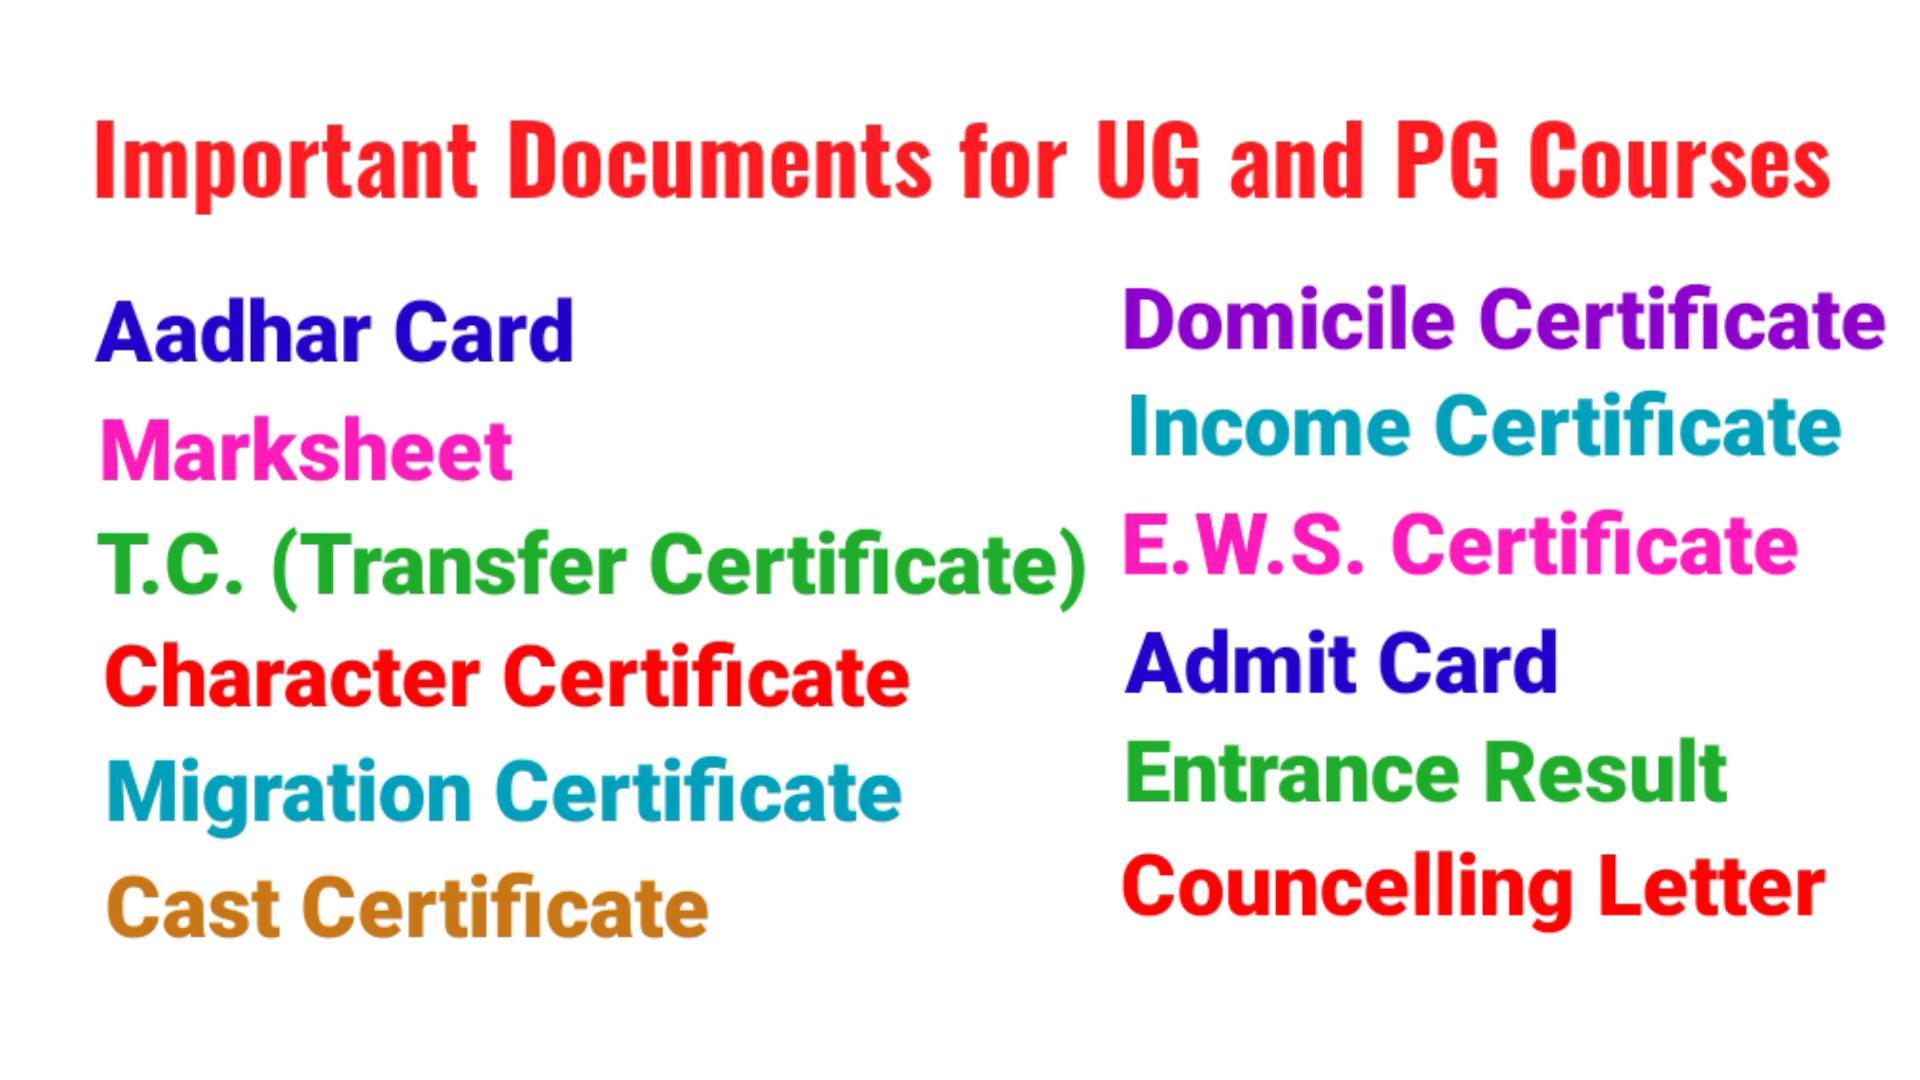 Important Documents for UG and PG Courses
Aadhar Card
Marksheet
T.C. (Transfer Certificate)
Character Certificate
Migration Certificate
Cast Certificate
Domicile Certificate
Income Certificate
E.W.S. Certificate
Admit Card
Entrance Result
Councelling Letter